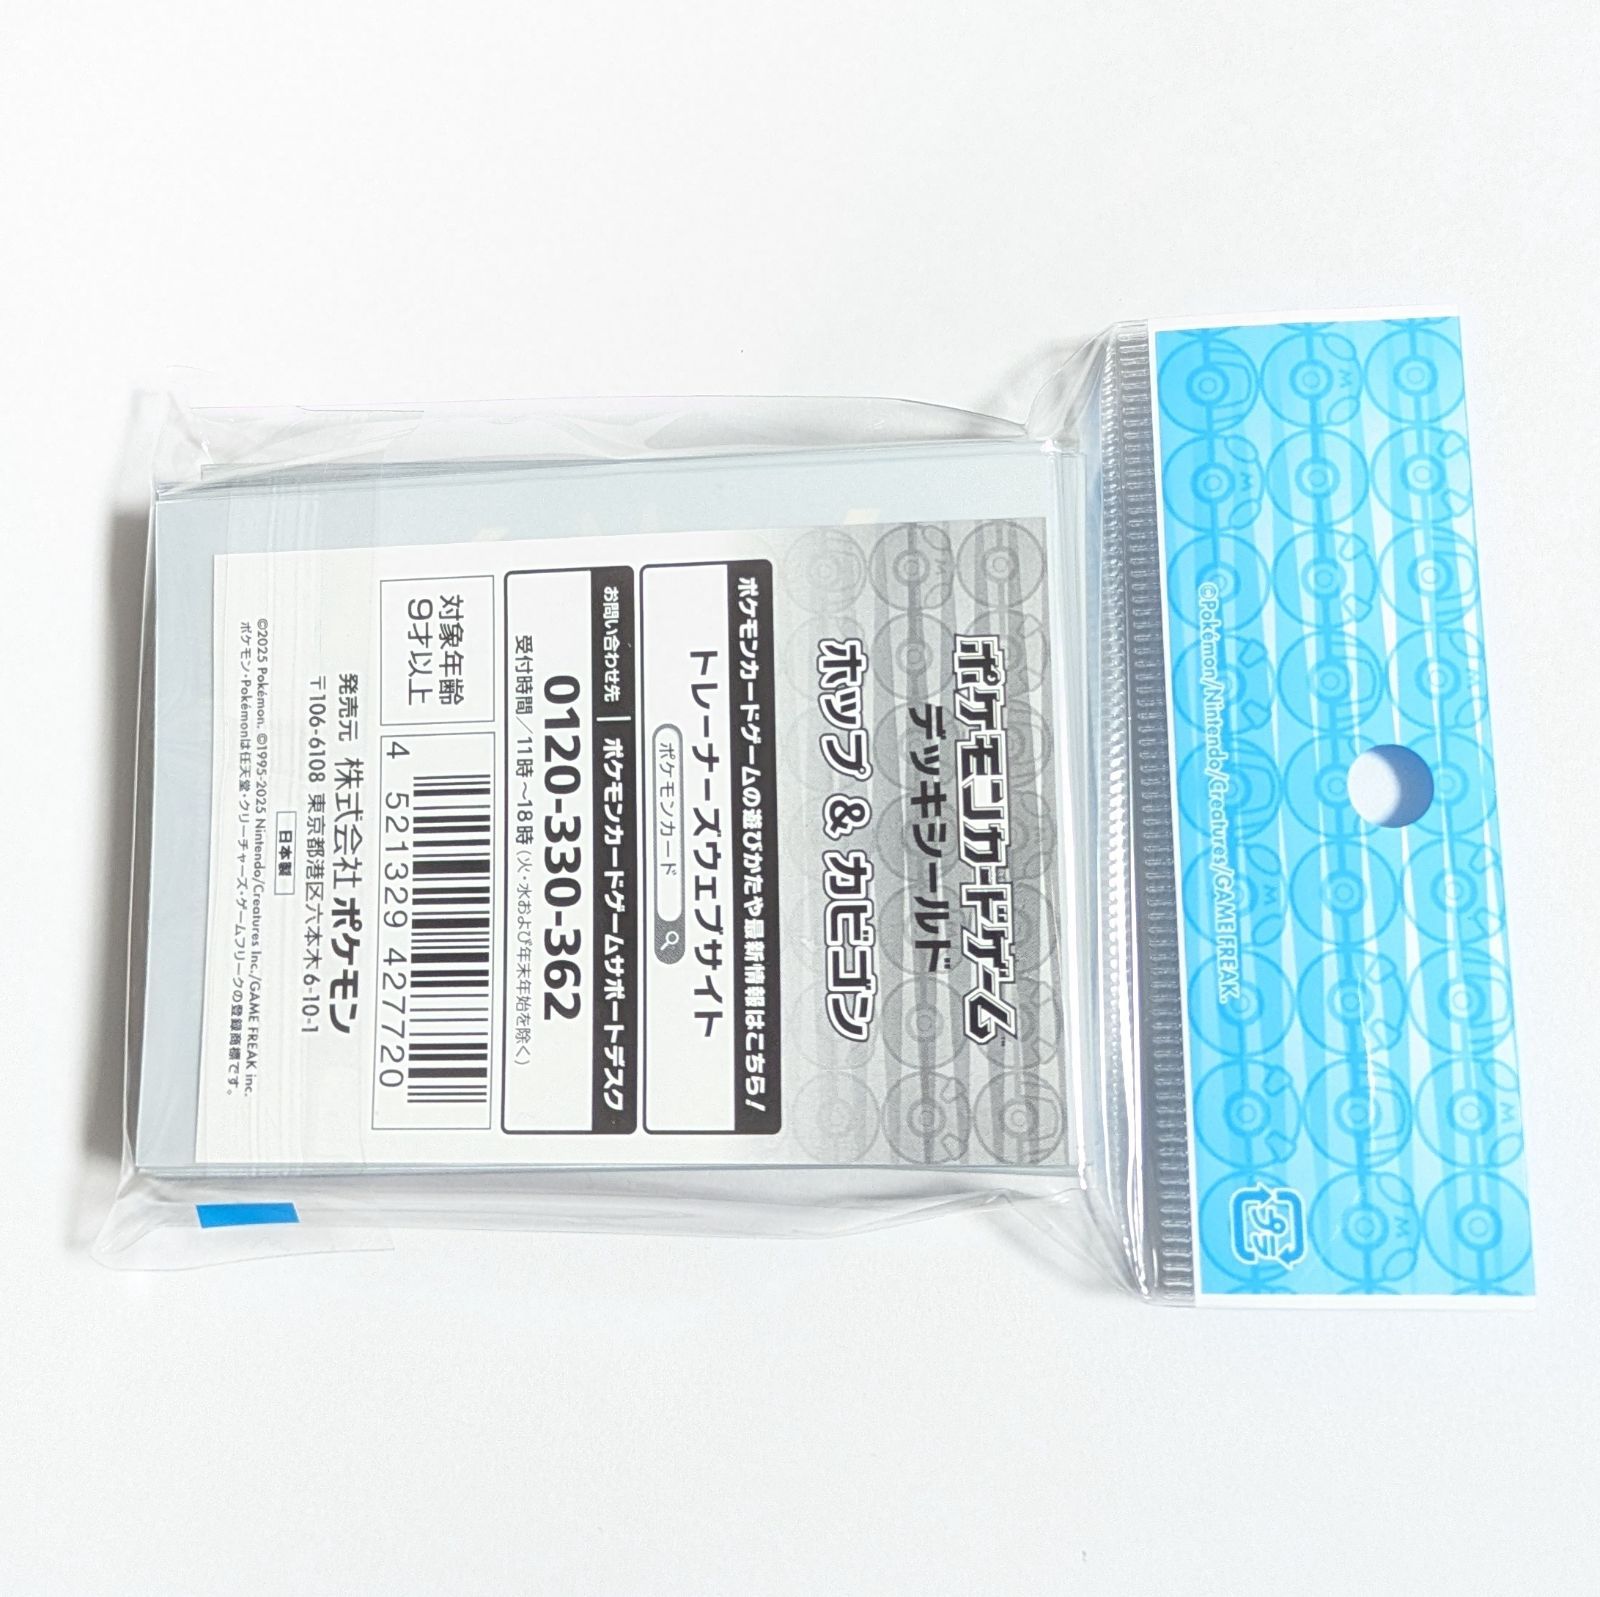 ©Pokémon/Nintendo/Creatures/GAME FREAK.
プラ
ポケモンカードゲーム™
デッキシールド
ホップ & カビゴン
ポケモンカードゲームの遊びかたや最新情報はこちら！
トレーナーズウェブサイト
ポケモンカード
お問い合わせ先｜ポケモンカードゲームサポートデスク
0120-330-362
受付時間／11時～18時（火・水および年末年始を除く）
対象年齢
9才以上
4 521329 427720
発売元 株式会社 ポケモン
〒106-6108 東京都港区六本木6-10-1
日本製
©2025 Pokémon. ©1995-2025 Nintendo/Creatures Inc./GAME FREAK inc.
ポケモン・Pokémonは任天堂・クリーチャーズ・ゲームフリークの登録商標です。